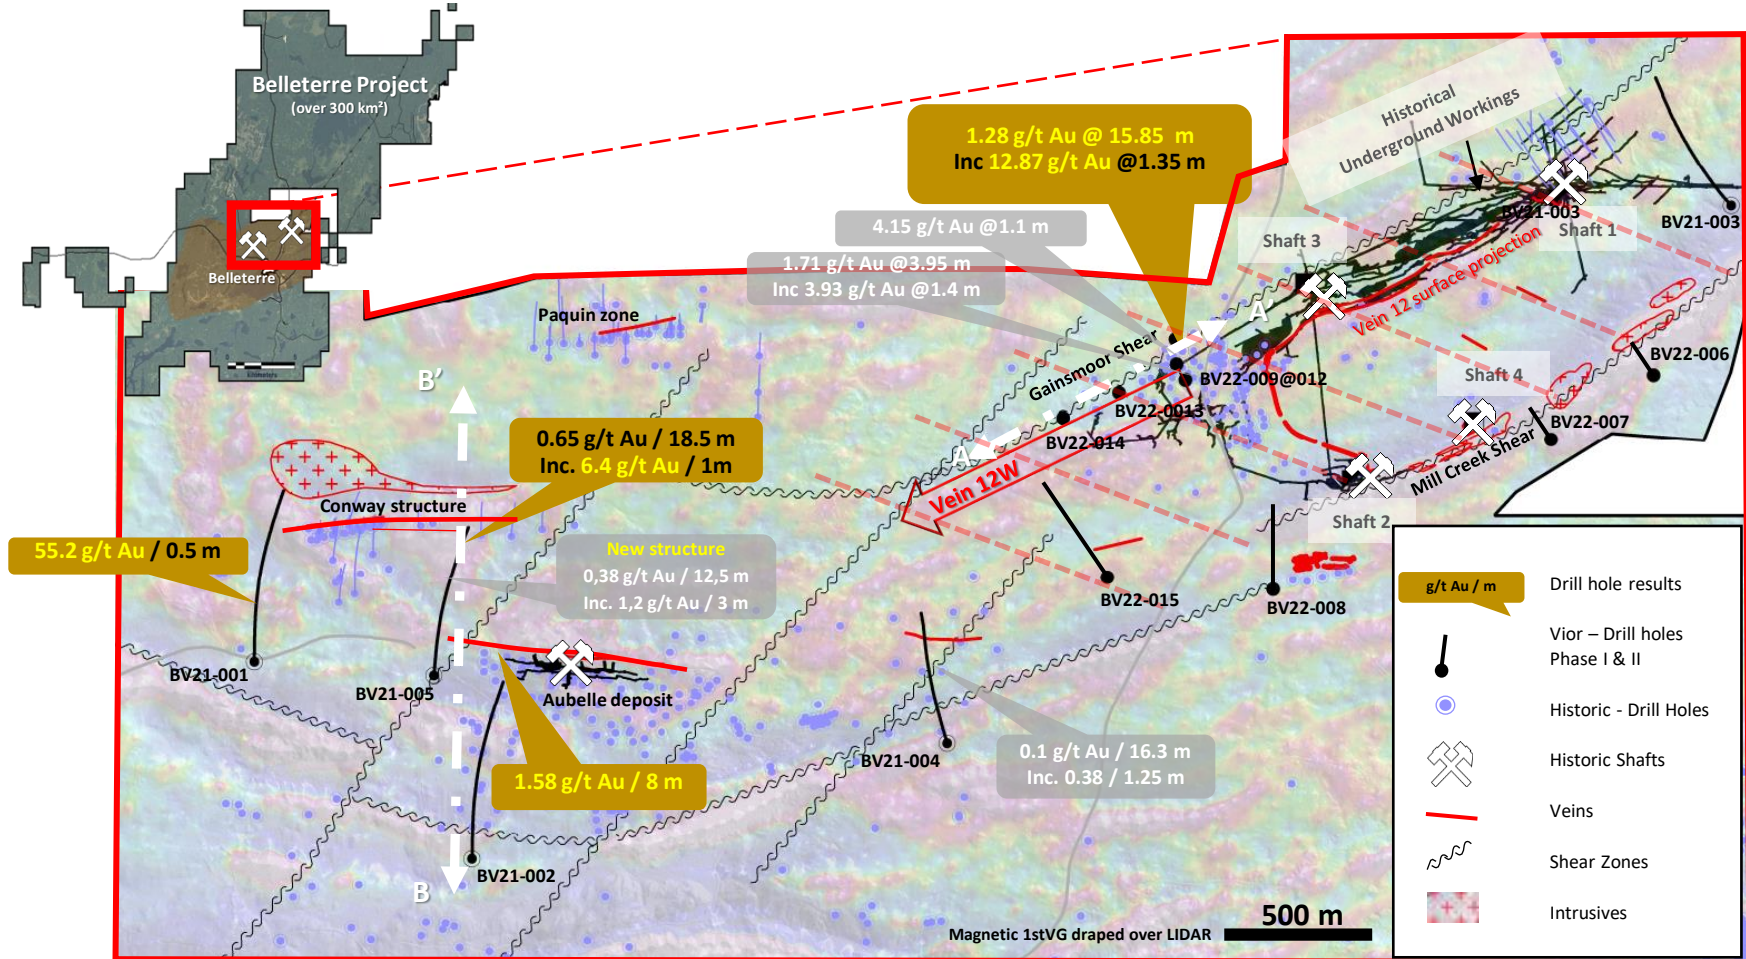 Belleterre Project
(over 300 km²)
Belleterre
Historical
Underground Workings
1.28 g/t Au @ 15.85 m
Inc 12.87 g/t Au @1.35 m
4.15 g/t Au @1.1 m
1.71 g/t Au @3.95 m
Inc 3.93 g/t Au @1.4 m
Shaft 3
BV21-003
Shaft 1
BV21-003
Vein 12 surface projection
A'
Paquin zone
Gainsmoor Shear
BV22-009@012
BV22-006
Shaft 4
B'
BV22-0013
BV22-014
BV22-007
A
Vein 12W
Mill Creek Shear
0.65 g/t Au / 18.5 m
Inc. 6.4 g/t Au / 1m
Conway structure
Shaft 2
55.2 g/t Au / 0.5 m
New structure
0,38 g/t Au / 12,5 m
Inc. 1,2 g/t Au / 3 m
BV22-015
BV22-008
BV21-001
BV21-005
Aubelle deposit
BV21-004
0.1 g/t Au / 16.3 m
Inc. 0.38 / 1.25 m
1.58 g/t Au / 8 m
B
BV21-002
Magnetic 1stVG draped over LIDAR
500 m
g/t Au / m
Drill hole results
Vior – Drill holes
Phase I & II
Historic - Drill Holes
Historic Shafts
Veins
Shear Zones
Intrusives